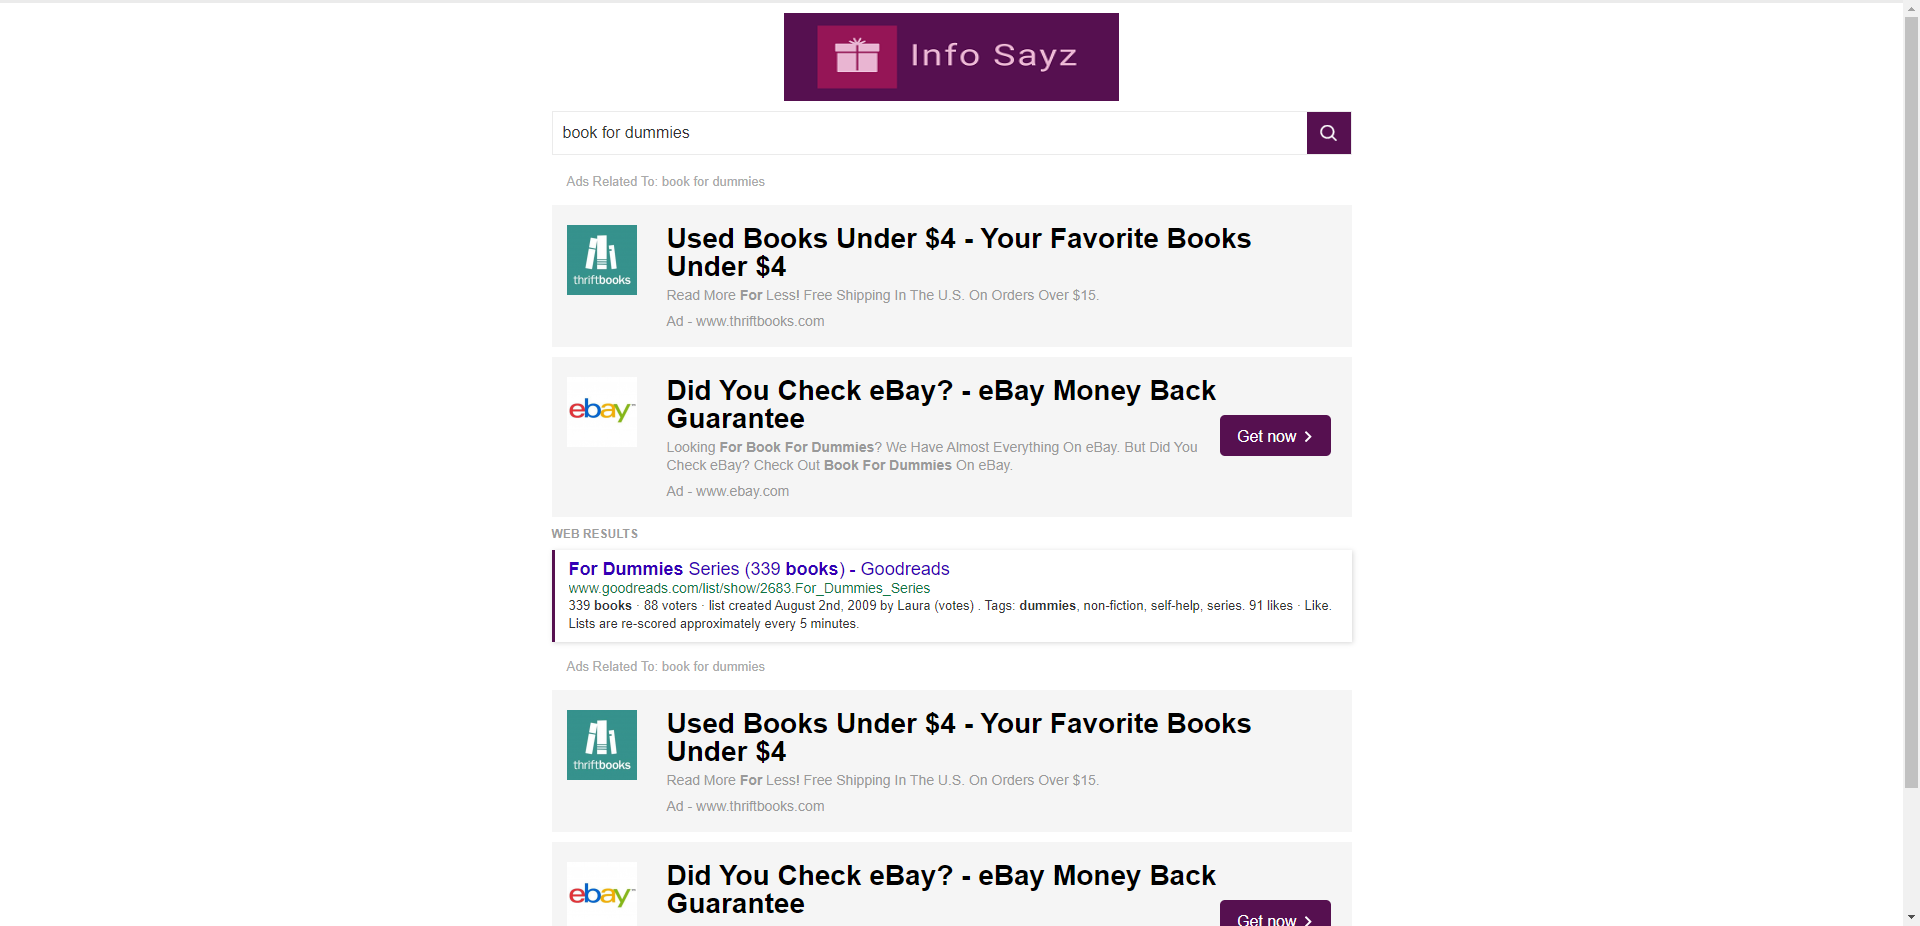 Info Sayz
book for dummies
Ads Related To: book for dummies
thriftbooks
Used Books Under $4 - Your Favorite Books
Under $4
Read More For Less! Free Shipping In The U.S. On Orders Over $15.
Ad - www.thriftbooks.com
ebay™
Did You Check eBay? - eBay Money Back
Guarantee
Looking For Book For Dummies? We Have Almost Everything On eBay. But Did You
Check eBay? Check Out Book For Dummies On eBay.
Ad - www.ebay.com
Get now
WEB RESULTS
For Dummies Series (339 books) - Goodreads
www.goodreads.com/list/show/2683.For_Dummies_Series
339 books · 88 voters · list created August 2nd, 2009 by Laura (votes) . Tags: dummies, non-fiction, self-help, series. 91 likes · Like.
Lists are re-scored approximately every 5 minutes.
Ads Related To: book for dummies
thriftbooks
Used Books Under $4 - Your Favorite Books
Under $4
Read More For Less! Free Shipping In The U.S. On Orders Over $15.
Ad - www.thriftbooks.com
ebay™
Did You Check eBay? - eBay Money Back
Guarantee
Get now